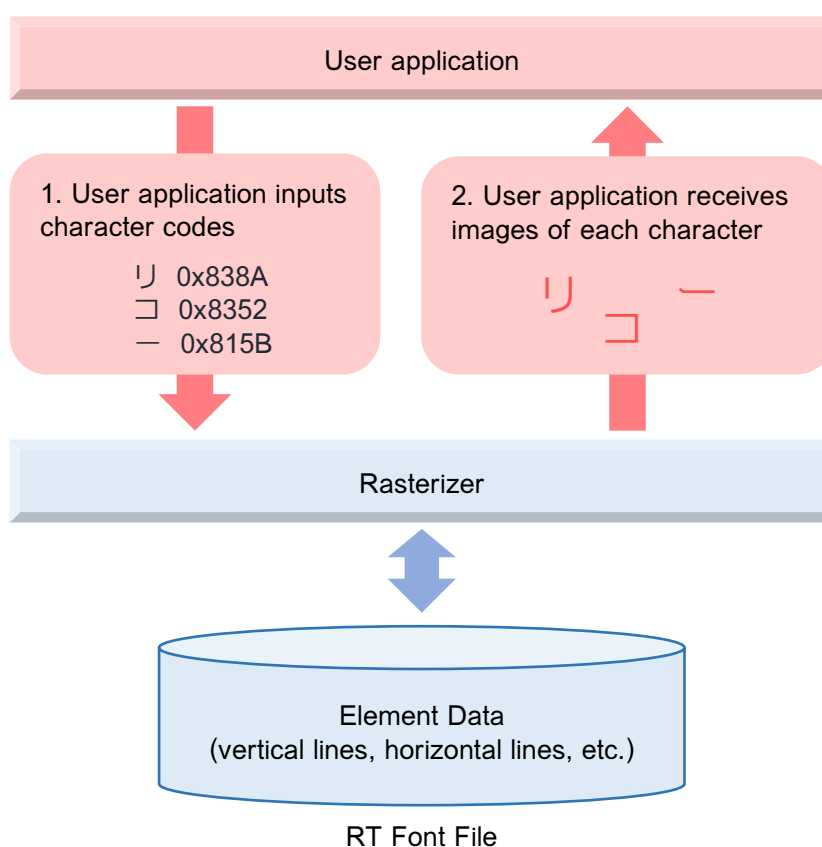 User application
1. User application inputs
character codes
リ 0x838A
コ 0x8352
ー 0x815B
2. User application receives
images of each character
リ
コ
ー
Rasterizer
Element Data
(vertical lines, horizontal lines, etc.)
RT Font File